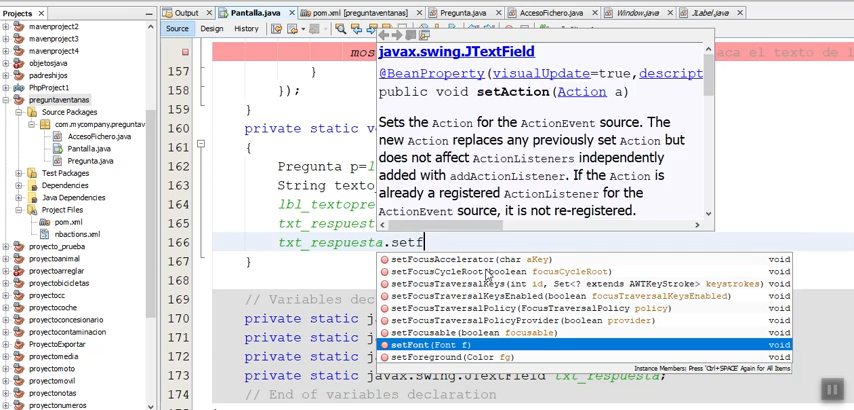 Projects
Output
Pantalla.java
pom.xml [preguntaventanas]
Pregunta.java
AccesoFichero.java
Window.java
JLabel.java
Source Design History
mavenproject2
mavenproject3
mavenproject4
objetosjava
padreshijos
PhpProject1
preguntaventanas
Source Packages
com.mycompany.preguntav
AccesoFichero.java
Pantalla.java
Pregunta.java
Test Packages
Dependencies
Java Dependencies
Project Files
pom.xml
nbactions.xml
proyecto_prueba
proyectoanimal
proyectoarreglar
proyectobicicletas
proyectocc
proyectocoche
proyectoconsola
proyectocontaminacion
ProyectoExportar
proyectomedia
proyectomoto
proyectomovil
proyectonotas
proyectonumeros
mos
aca el texto de l
157 }
158 });
159 }
160 private static v
161 {
162 Pregunta p=l
163 String texto
164 lbl_textopre
165 txt_respuest
166 txt_respuesta.setf
167 }
168
169 // Variables dec
170 private static j
171 private static j
172 private static j
173 private static javax.swing.JTextField txt_respuesta;
174 // End of variables declaration
175
javax.swing.JTextField
@BeanProperty(visualUpdate=true,descript
public void setAction(Action a)
Sets the Action for the ActionEvent source. The
new Action replaces any previously set Action but
does not affect ActionListeners independently
added with addActionListener. If the Action is
already a registered ActionListener for the
ActionEvent source, it is not re-registered.
setFocusAccelerator(char aKey) void
setFocusCycleRoot(boolean focusCycleRoot) void
setFocusTraversalKeys(int id, Set<? extends AWTKeyStroke> keystrokes) void
setFocusTraversalKeysEnabled(boolean focusTraversalKeysEnabled) void
setFocusTraversalPolicy(FocusTraversalPolicy policy) void
setFocusTraversalPolicyProvider(boolean provider) void
setFocusable(boolean focusable) void
setFont(Font f) void
setForeground(Color fg) void
Instance Members; Press 'Ctrl+SPACE' Again for All Items